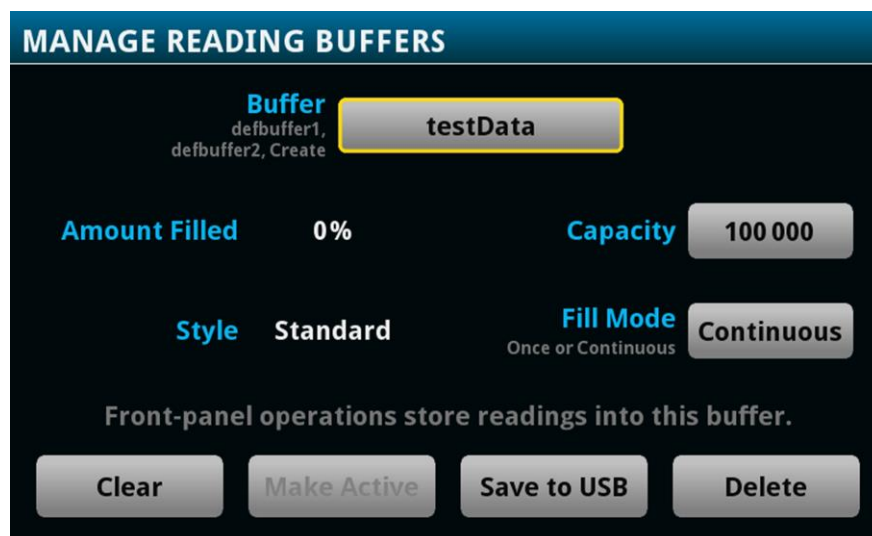 MANAGE READING BUFFERS
Buffer
defbuffer1,
defbuffer2, Create
testData
Amount Filled
0%
Capacity
100 000
Style
Standard
Fill Mode
Once or Continuous
Continuous
Front-panel operations store readings into this buffer.
Clear
Make Active
Save to USB
Delete